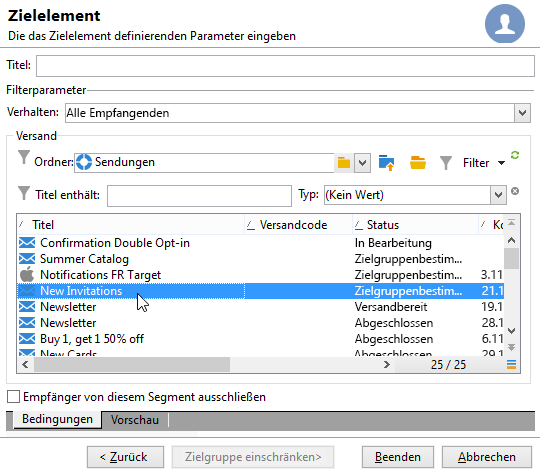 Zielelement
Die das Zielelement definierenden Parameter eingeben
Titel:
Filterparameter
Verhalten: Alle Empfangenden
Versand
Ordner: Sendungen Filter
Titel enthält: Typ: (Kein Wert)
Titel Versandcode Status Ko
Confirmation Double Opt-in In Bearbeitung
Summer Catalog Zielgruppenbestim...
Notifications FR Target Zielgruppenbestim... 3.11
New Invitations Zielgruppenbestim... 21.1
Newsletter Versandbereit 19.1
Newsletter Abgeschlossen 28.1
Buy 1, get 1 50% off Abgeschlossen 6.11
New Cards Abgeschlossen 29.1
25 / 25
Empfänger von diesem Segment ausschließen
Bedingungen Vorschau
< Zurück Zielgruppe einschränken> Beenden Abbrechen